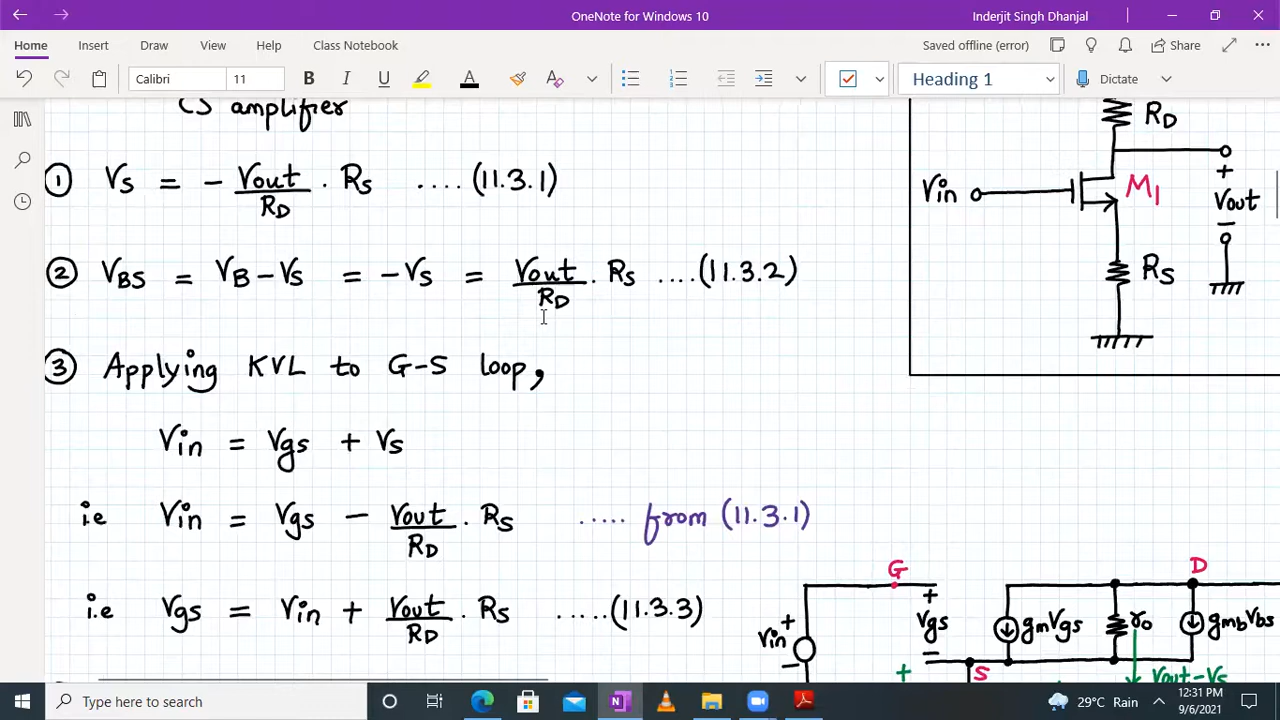 OneNote for Windows 10
Inderjit Singh Dhanjal
Home Insert Draw View Help Class Notebook
Saved offline (error)
Share
Calibri 11 B I U A
Heading 1
Dictate
CS amplifier
RD
① VS = - Vout/RD . RS .... (11.3.1)
Vin
M1
+
Vout
-
② VBS = VB - VS = -VS = Vout/RD . RS ....(11.3.2)
RS
③ Applying KVL to G-S loop,
Vin = Vgs + VS
i.e Vin = Vgs - Vout/RD . RS ..... from (11.3.1)
i.e Vgs = Vin + Vout/RD . RS .....(11.3.3)
G
D
+
Vgs
-
gmVgs
ro
gmbVbs
+
Vin
-
+
S
Vout-VS
Type here to search
29°C Rain
12:31 PM
9/6/2021